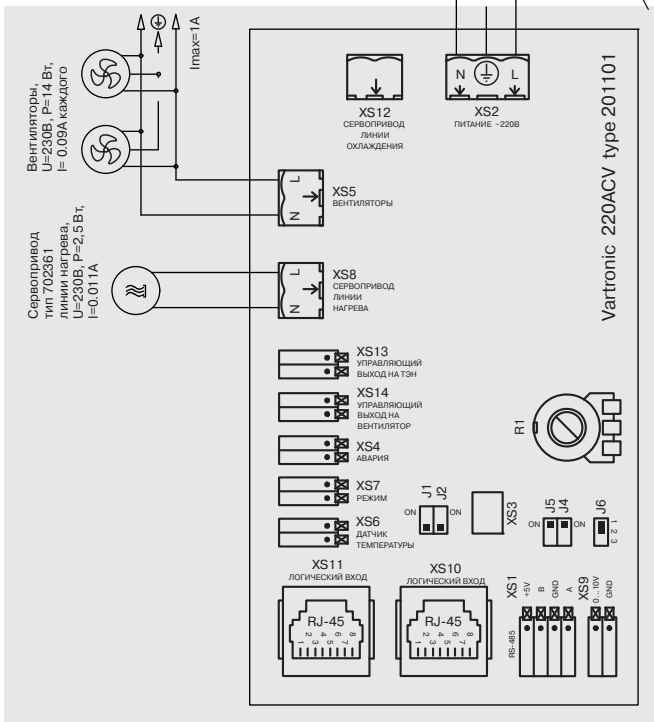 Imax=1A
Вентиляторы,
U=230В, P=14 Вт,
I= 0.09А каждого
Сервопривод
тип 702361
линии нагрева,
U=230В, P=2,5 Вт,
I=0.011А
XS12
СЕРВОПРИВОД
ЛИНИИ
ОХЛАЖДЕНИЯ
N L
XS2
ПИТАНИЕ ~220В
Vartronic 220ACV type 201101
L
N
XS5
ВЕНТИЛЯТОРЫ
L
N
XS8
СЕРВОПРИВОД
ЛИНИИ
НАГРЕВА
XS13
УПРАВЛЯЮЩИЙ
ВЫХОД НА ТЭН
XS14
УПРАВЛЯЮЩИЙ
ВЫХОД НА
ВЕНТИЛЯТОР
XS4
АВАРИЯ
XS7
РЕЖИМ
XS6
ДАТЧИК
ТЕМПЕРАТУРЫ
R1
J1
J2
ON
ON
XS3
J5
J4
ON
ON
J6
1
2
3
XS11
ЛОГИЧЕСКИЙ ВХОД
RJ-45
2 4 6 8
1 3 5 7
XS10
ЛОГИЧЕСКИЙ ВХОД
RJ-45
2 4 6 8
1 3 5 7
XS1
+5V
B
GND
A
RS-485
XS9
0...10V
GND